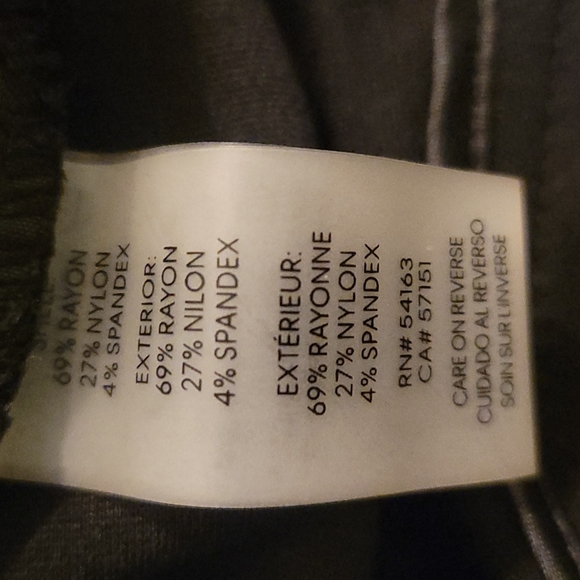 69% RAYON
27% NYLON
4% SPANDEX
EXTERIOR:
69% RAYON
27% NILON
4% SPANDEX
EXTÉRIEUR:
69% RAYONNE
27% NYLON
4% SPANDEX
RN# 54163
CA# 57151
CARE ON REVERSE
CUIDADO AL REVERSO
SOIN SUR L'INVERSE